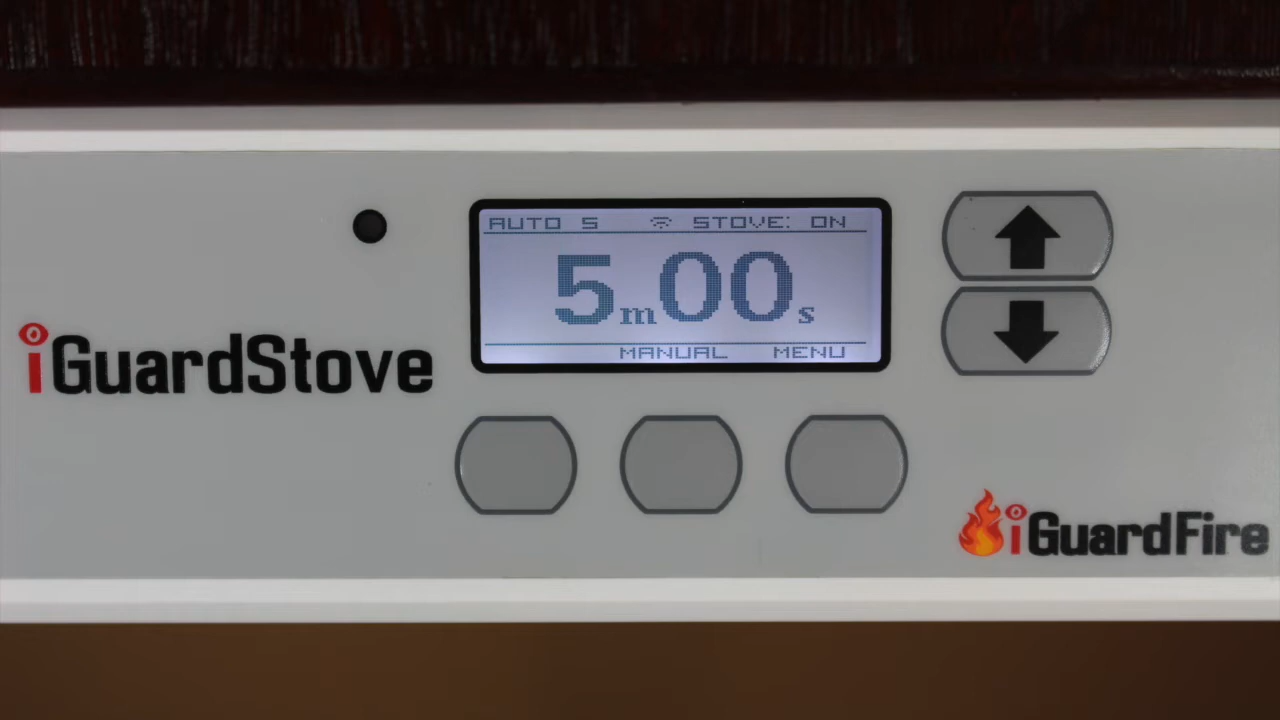 AUTO 5 STOVE: ON
5m00s
MANUAL MENU
iGuardStove
iGuardFire